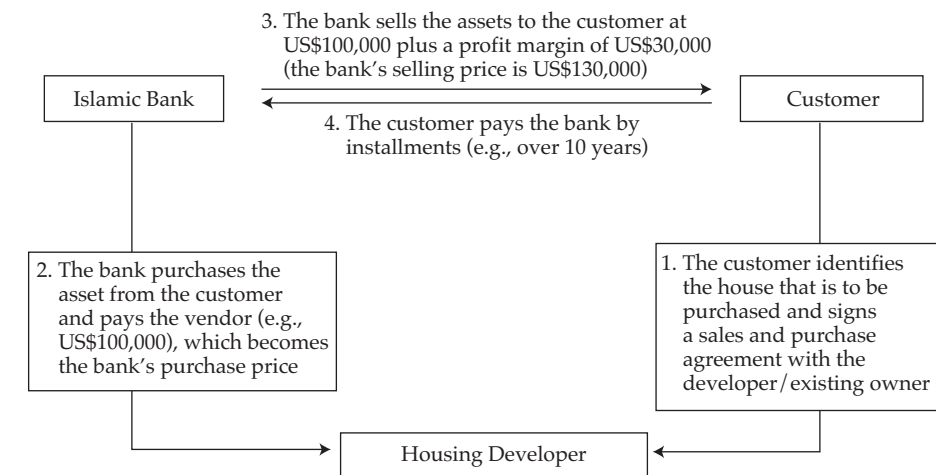 3. The bank sells the assets to the customer at
US$100,000 plus a profit margin of US$30,000
(the bank's selling price is US$130,000)
Islamic Bank
Customer
4. The customer pays the bank by
installments (e.g., over 10 years)
2. The bank purchases the
asset from the customer
and pays the vendor (e.g.,
US$100,000), which becomes
the bank's purchase price
1. The customer identifies
the house that is to be
purchased and signs
a sales and purchase
agreement with the
developer/existing owner
Housing Developer